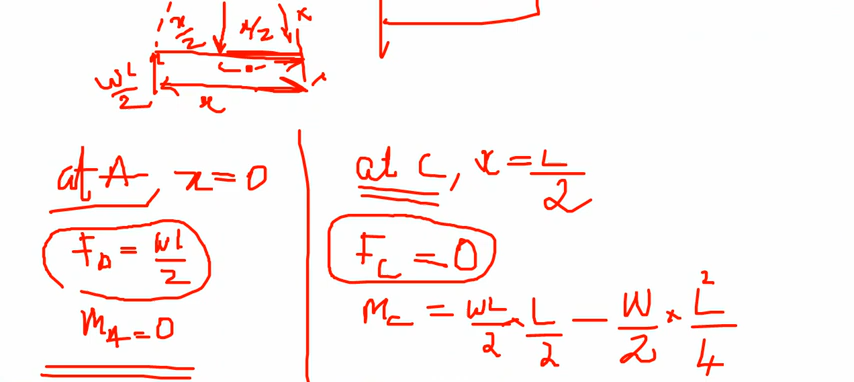 x/2 x/2 x
wL/2
x
at A, x = 0
F_A = wL/2
M_A = 0
at C, x = L/2
F_C = 0
M_C = wL/2 × L/2 − w/2 × L²/4